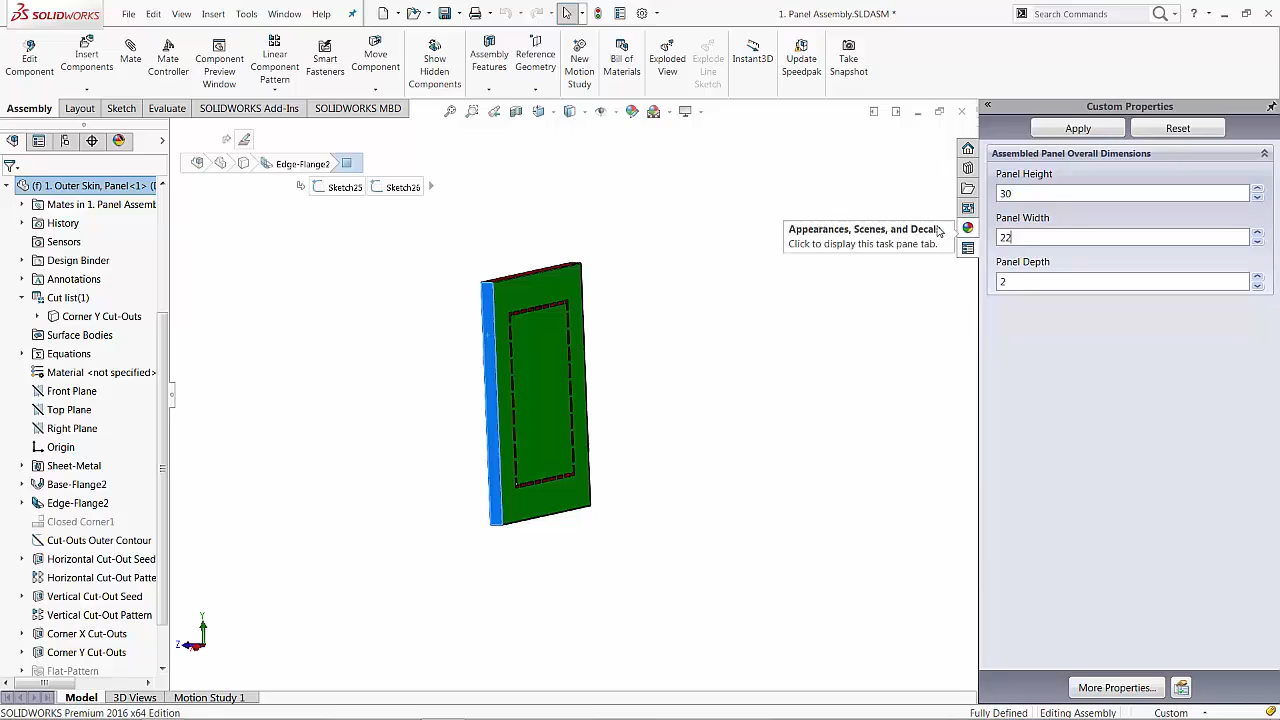 SOLIDWORKS
File Edit View Insert Tools Window Help
1. Panel Assembly.SLDASM *
Search Commands
Edit Component
Insert Components
Mate
Mate Controller
Component Preview Window
Linear Component Pattern
Smart Fasteners
Move Component
Show Hidden Components
Assembly Features
Reference Geometry
New Motion Study
Bill of Materials
Exploded View
Explode Line Sketch
Instant3D
Update Speedpak
Take Snapshot
Assembly Layout Sketch Evaluate SOLIDWORKS Add-Ins SOLIDWORKS MBD
(f) 1. Outer Skin, Panel<1> (
Mates in 1. Panel Assemb
History
Sensors
Design Binder
Annotations
Cut list(1)
Corner Y Cut-Outs
Surface Bodies
Equations
Material <not specified>
Front Plane
Top Plane
Right Plane
Origin
Sheet-Metal
Base-Flange2
Edge-Flange2
Closed Corner1
Cut-Outs Outer Contour
Horizontal Cut-Out Seed
Horizontal Cut-Out Patte
Vertical Cut-Out Seed
Vertical Cut-Out Pattern
Corner X Cut-Outs
Corner Y Cut-Outs
Flat-Pattern
Edge-Flange2
Sketch25 Sketch26
Appearances, Scenes, and Decal
Click to display this task pane tab.
Y
Z
Custom Properties
Apply Reset
Assembled Panel Overall Dimensions
Panel Height
30
Panel Width
22
Panel Depth
2
More Properties...
Model 3D Views Motion Study 1
SOLIDWORKS Premium 2016 x64 Edition
Fully Defined Editing Assembly Custom